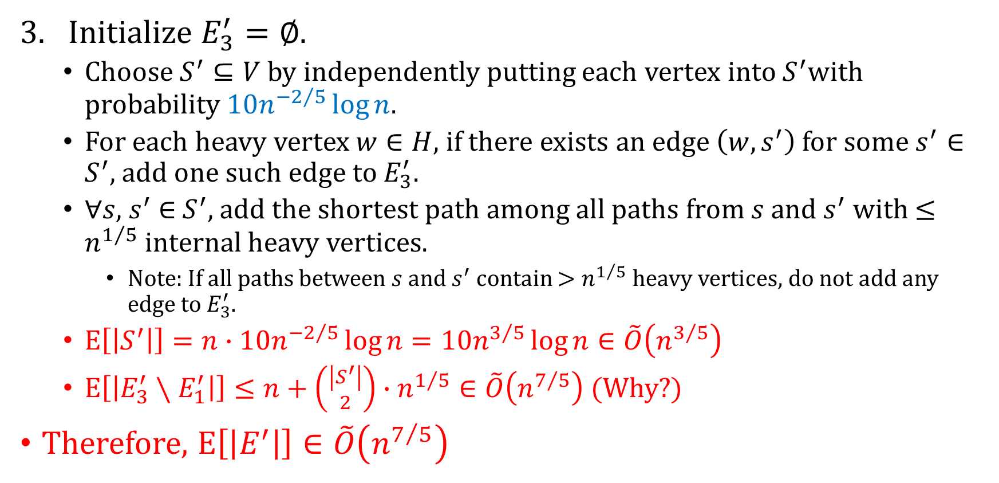 3. Initialize $E_3' = \emptyset$.
• Choose $S' \subseteq V$ by independently putting each vertex into $S'$with
probability $10n^{-2/5} \log n$.
• For each heavy vertex $w \in H$, if there exists an edge $(w, s')$ for some $s' \in$
$S'$, add one such edge to $E_3'$.
• $\forall s, s' \in S'$, add the shortest path among all paths from $s$ and $s'$ with $\leq$
$n^{1/5}$ internal heavy vertices.
• Note: If all paths between $s$ and $s'$ contain $> n^{1/5}$ heavy vertices, do not add any
edge to $E_3'$.
• $\mathrm{E}[|S'|] = n \cdot 10n^{-2/5} \log n = 10n^{3/5} \log n \in \tilde{O}(n^{3/5})$
• $\mathrm{E}[|E_3' \setminus E_1'|] \leq n + \binom{|S'|}{2} \cdot n^{1/5} \in \tilde{O}(n^{7/5})$ (Why?)
• Therefore, $\mathrm{E}[|E'|] \in \tilde{O}(n^{7/5})$